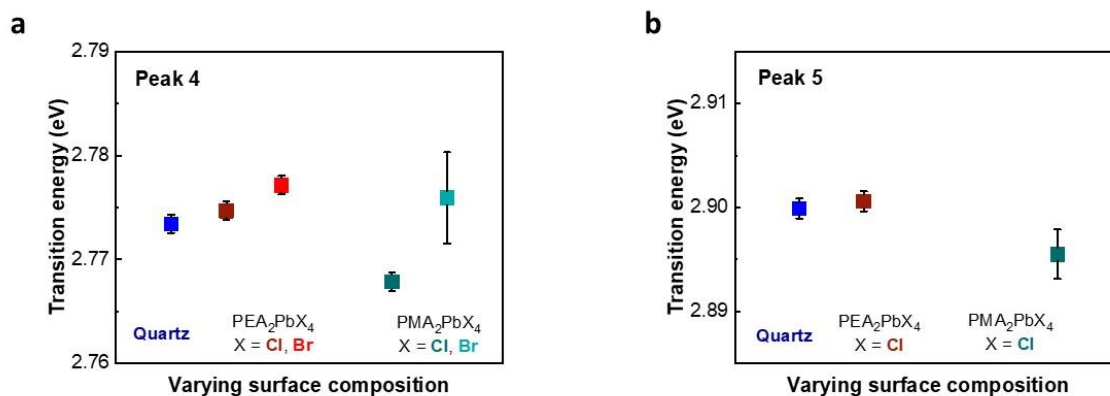 a
2.79
2.78
2.77
2.76
Transition energy (eV)
Peak 4
Quartz
PEA₂PbX₄
X = Cl, Br
PMA₂PbX₄
X = Cl, Br
Varying surface composition
b
2.91
2.90
2.89
Transition energy (eV)
Peak 5
Quartz
PEA₂PbX₄
X = Cl
PMA₂PbX₄
X = Cl
Varying surface composition